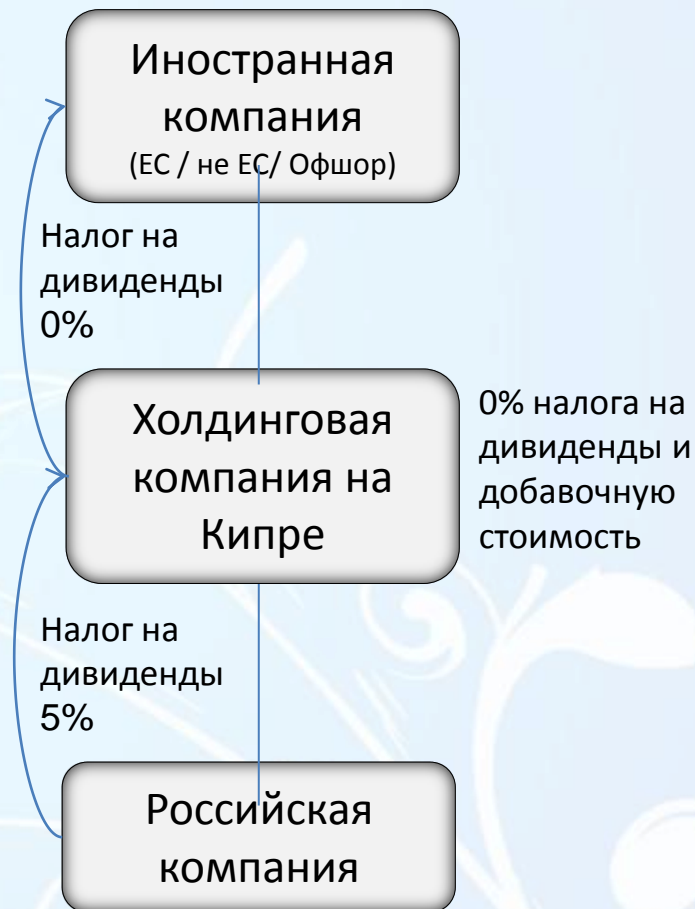 Иностранная
компания
(ЕС / не ЕС/ Офшор)
Налог на
дивиденды
0%
Холдинговая
компания на
Кипре
0% налога на
дивиденды и
добавочную
стоимость
Налог на
дивиденды
5%
Российская
компания